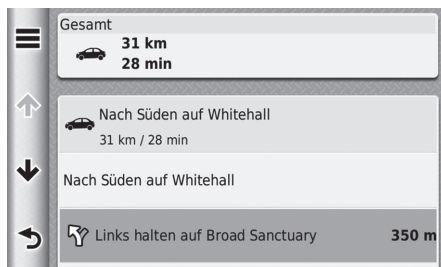 Gesamt
31 km
28 min
Nach Süden auf Whitehall
31 km / 28 min
Nach Süden auf Whitehall
Links halten auf Broad Sanctuary 350 m